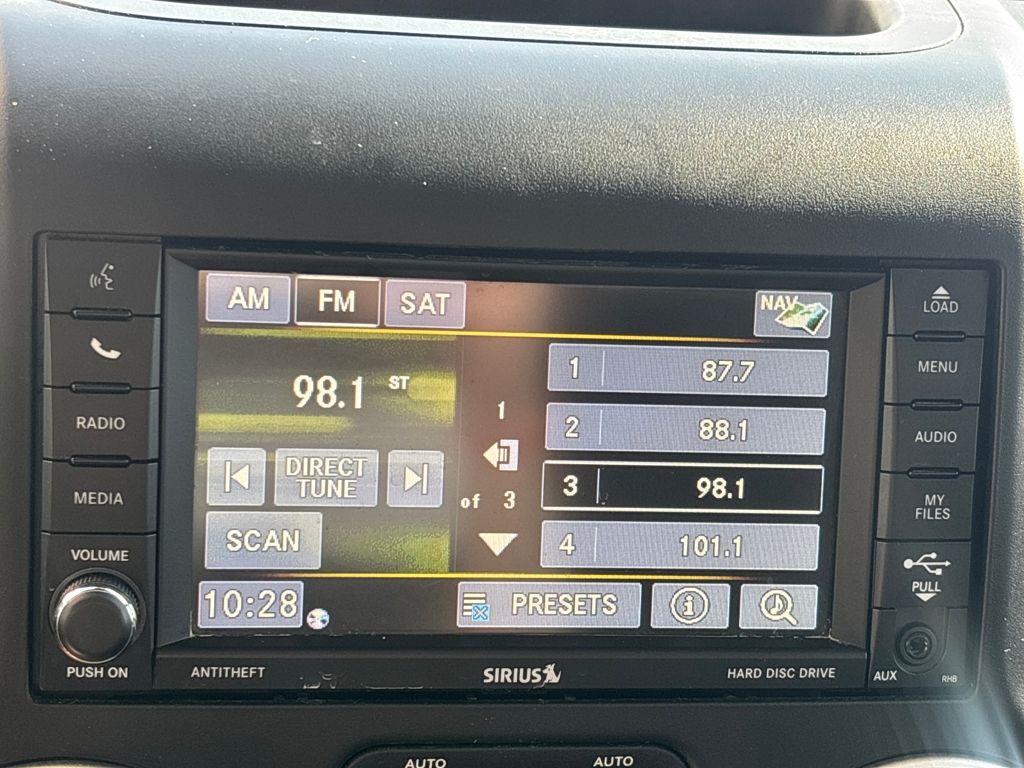 AM FM SAT NAV
LOAD
MENU
RADIO
AUDIO
MEDIA
MY
FILES
VOLUME
PULL
PUSH ON
AUX
RHB
98.1 ST
DIRECT
TUNE
SCAN
1
of 3
1 87.7
2 88.1
3 98.1
4 101.1
10:28 PRESETS
ANTITHEFT SIRIUS HARD DISC DRIVE
AUTO AUTO